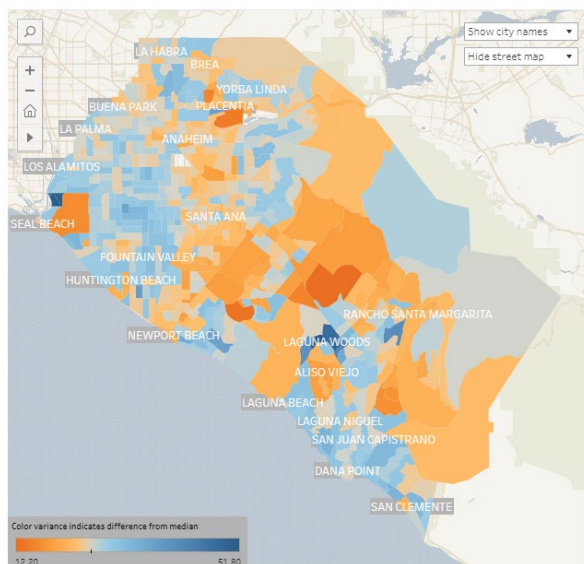 Show city names
Hide street map
LA HABRA
BREA
YORBA LINDA
PLACENTIA
BUENA PARK
LA PALMA
ANAHEIM
LOS ALAMITOS
SANTA ANA
SEAL BEACH
FOUNTAIN VALLEY
HUNTINGTON BEACH
RANCHO SANTA MARGARITA
NEWPORT BEACH
LAGUNA WOODS
ALISO VIEJO
LAGUNA BEACH
LAGUNA NIGUEL
SAN JUAN CAPISTRANO
DANA POINT
SAN CLEMENTE
Color variance indicates difference from median
12.20 51.80